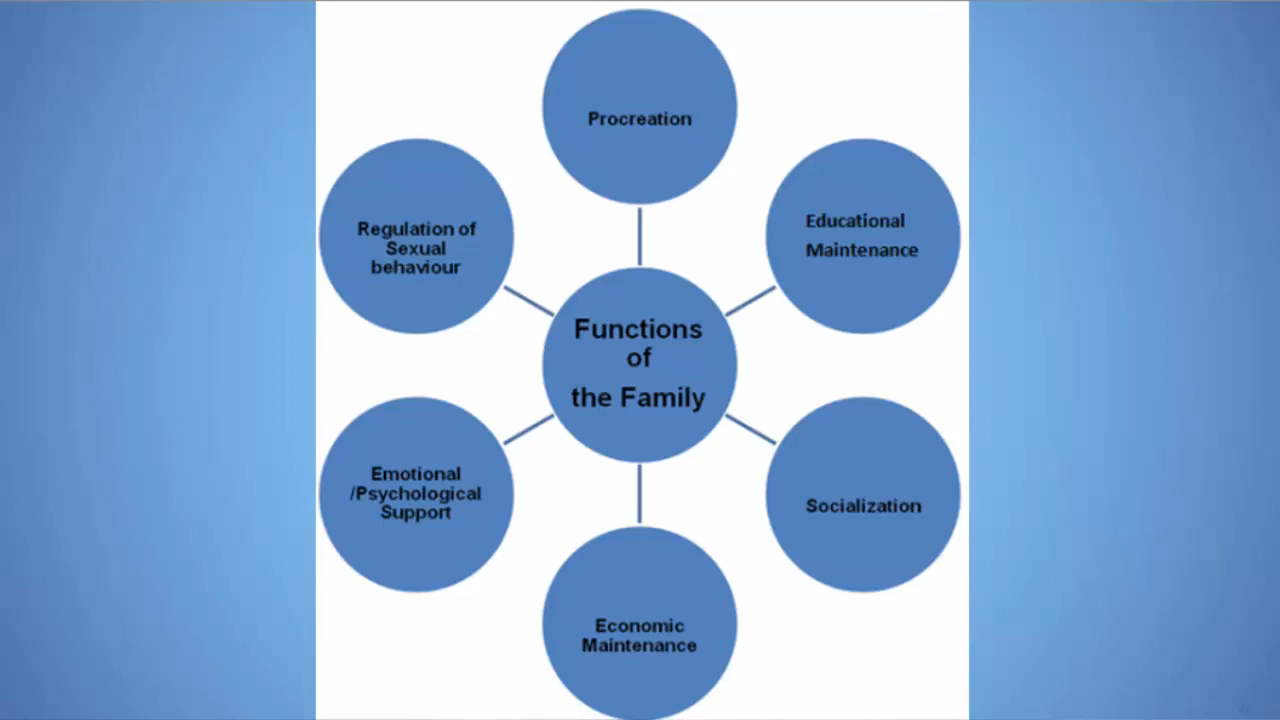 Procreation
Educational
Maintenance
Regulation of
Sexual
behaviour
Functions
of
the Family
Emotional
/Psychological
Support
Socialization
Economic
Maintenance